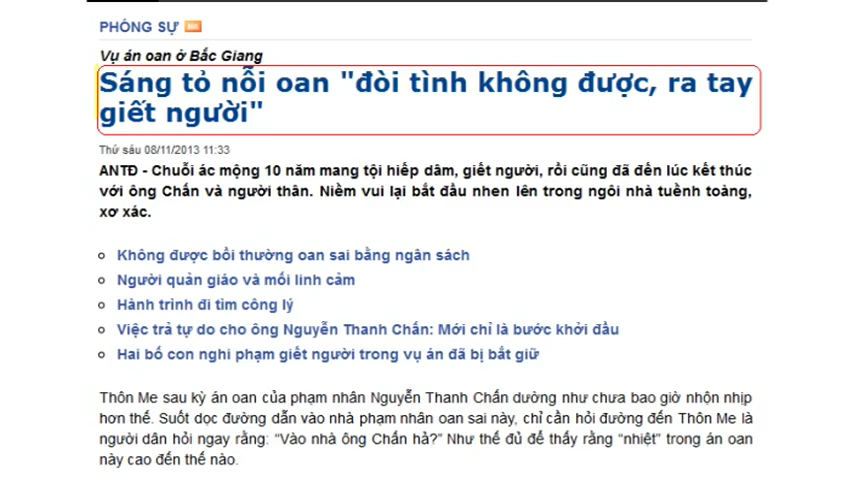 PHÓNG SỰ
Vụ án oan ở Bắc Giang
Sáng tỏ nỗi oan "đòi tình không được, ra tay
giết người"
Thứ sáu 08/11/2013 11:33
ANTĐ - Chuỗi ác mộng 10 năm mang tội hiếp dâm, giết người, rồi cũng đã đến lúc kết thúc
với ông Chấn và người thân. Niềm vui lại bắt đầu nhen lên trong ngôi nhà tuềnh toàng,
xơ xác.
Không được bồi thường oan sai bằng ngân sách
Người quản giáo và mối linh cảm
Hành trình đi tìm công lý
Việc trả tự do cho ông Nguyễn Thanh Chấn: Mới chỉ là bước khởi đầu
Hai bố con nghi phạm giết người trong vụ án đã bị bắt giữ
Thôn Me sau kỳ án oan của phạm nhân Nguyễn Thanh Chấn dường như chưa bao giờ nhộn nhịp
hơn thế. Suốt dọc đường dẫn vào nhà phạm nhân oan sai này, chỉ cần hỏi đường đến Thôn Me là
người dân hỏi ngay rằng: “Vào nhà ông Chấn hả?” Như thế đủ để thấy rằng “nhiệt” trong án oan
này cao đến thế nào.